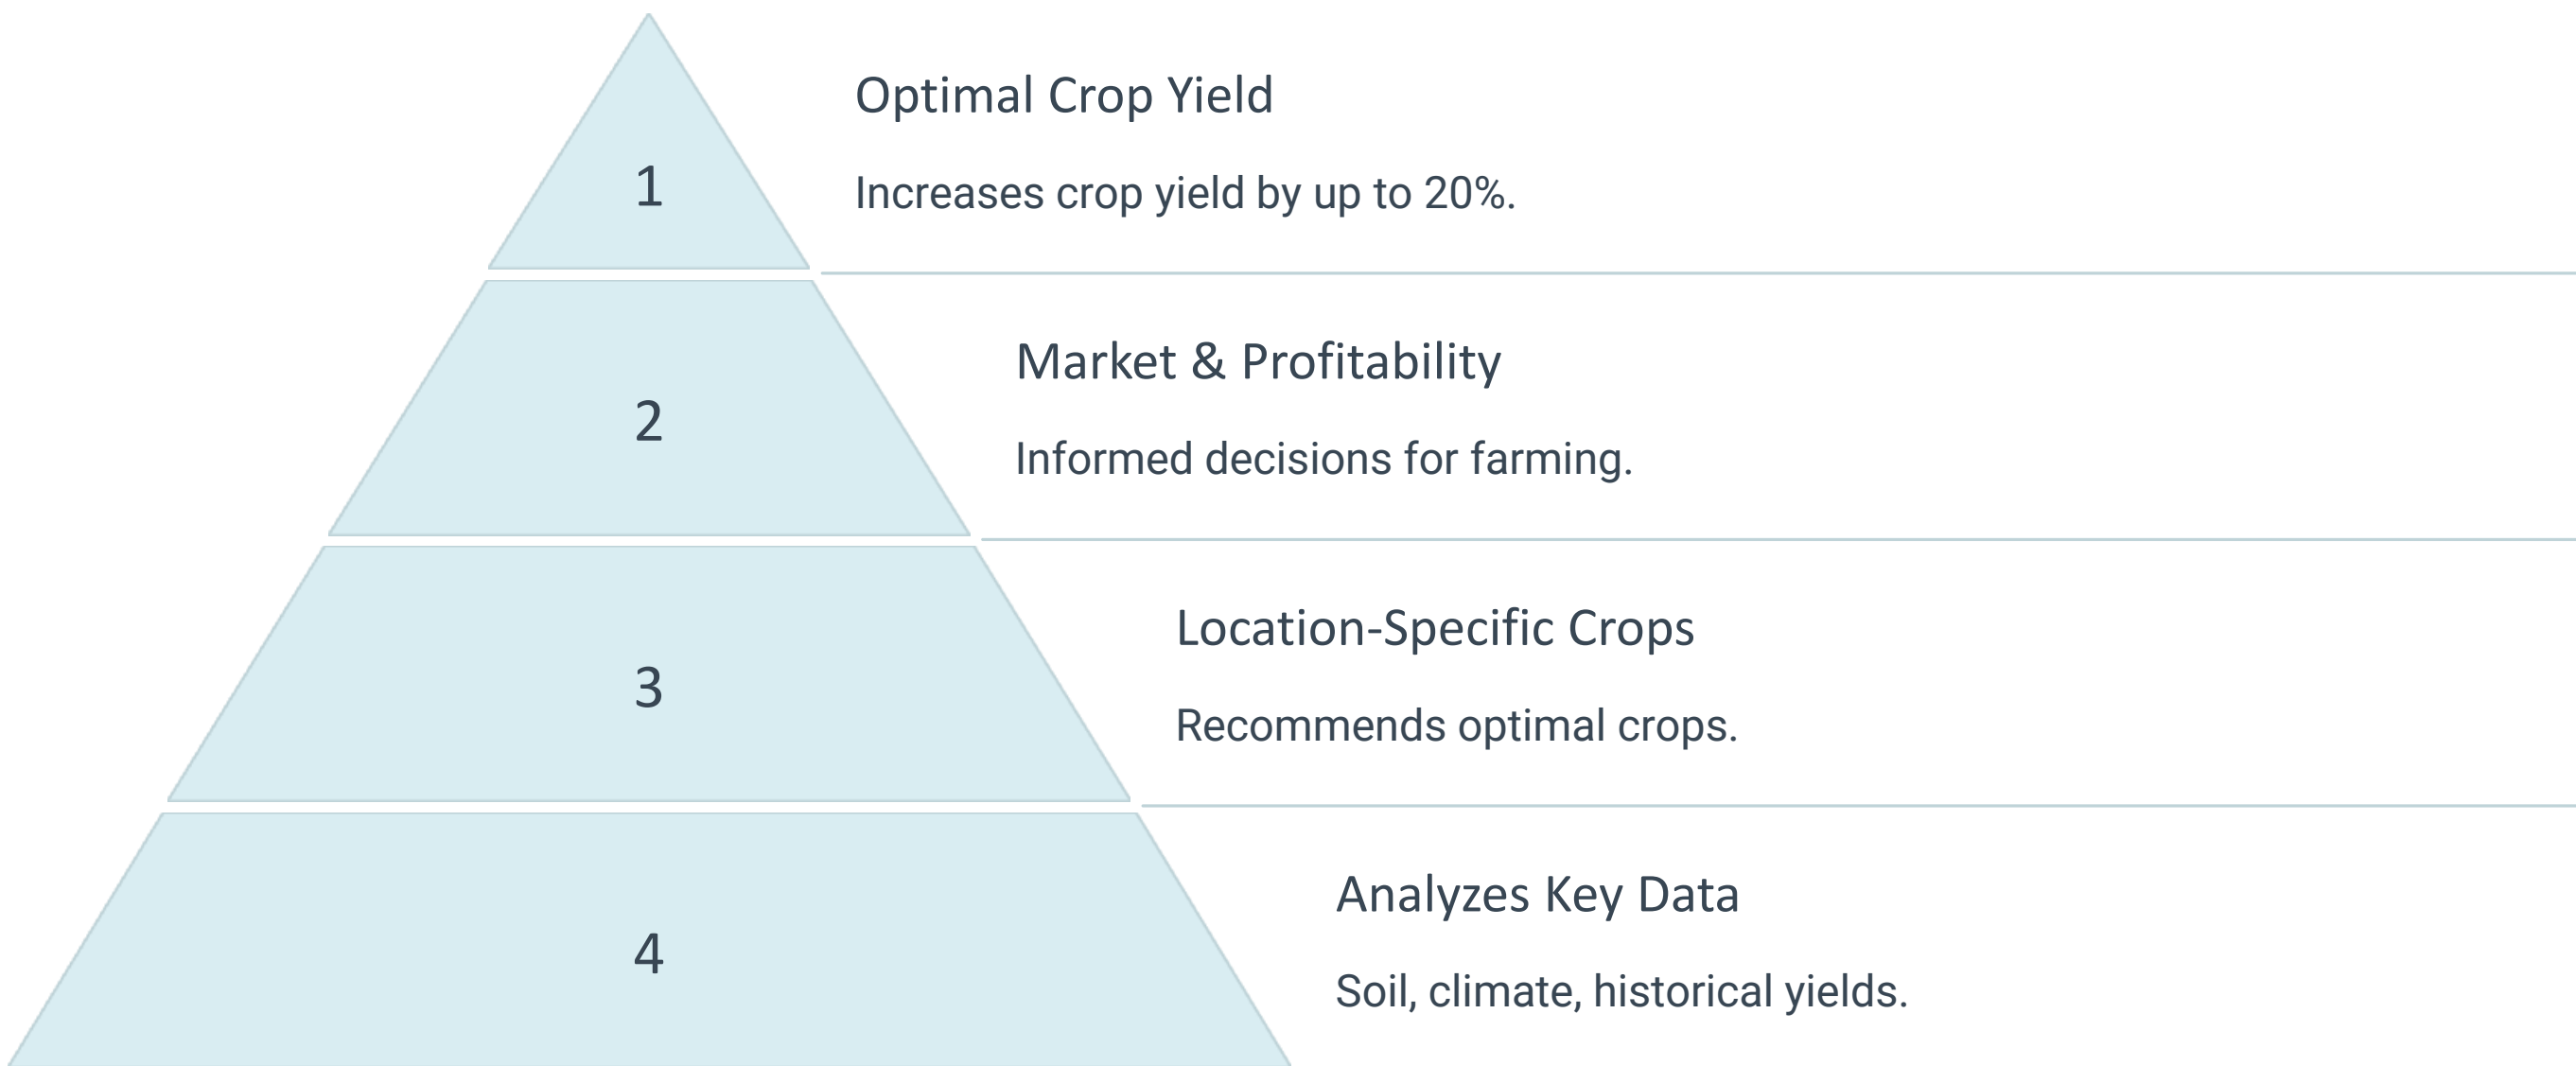 Optimal Crop Yield
1
Increases crop yield by up to 20%.
Market & Profitability
2
Informed decisions for farming.
Location-Specific Crops
3
Recommends optimal crops.
Analyzes Key Data
4
Soil, climate, historical yields.